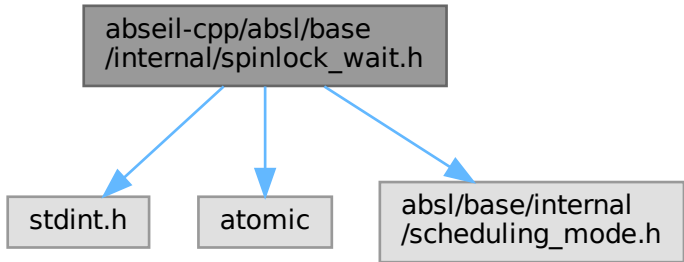 abseil-cpp/absl/base
/internal/spinlock_wait.h
stdint.h
atomic
absl/base/internal
/scheduling_mode.h